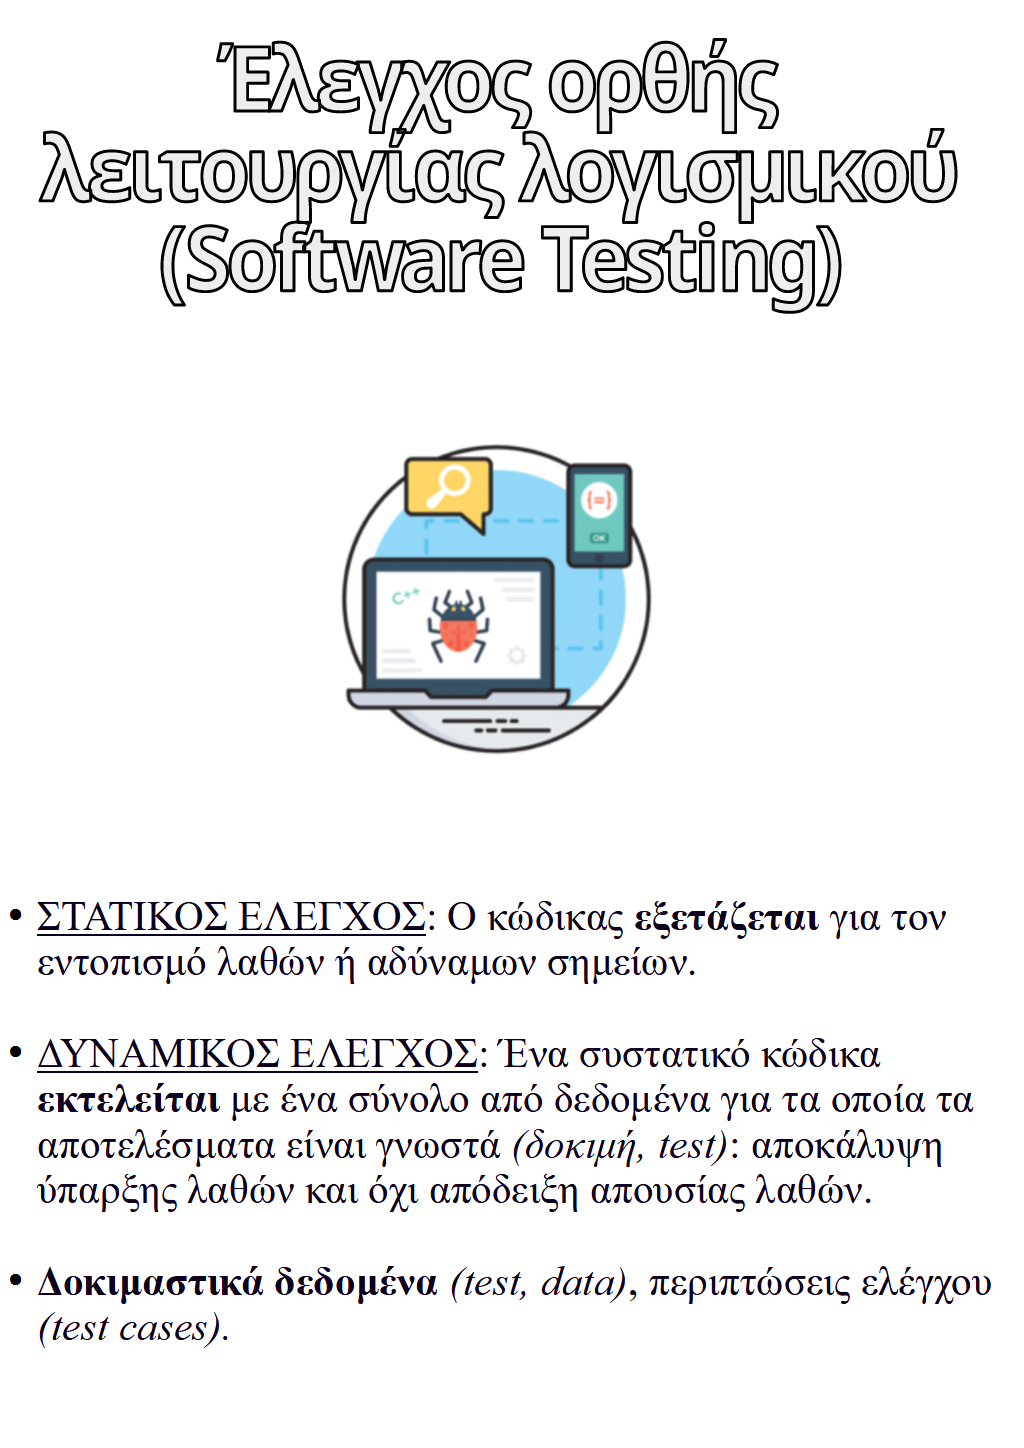 Έλεγχος ορθής
λειτουργίας λογισμικού
(Software Testing)
{=}
OK
C++
• ΣΤΑΤΙΚΟΣ ΕΛΕΓΧΟΣ: Ο κώδικας εξετάζεται για τον
εντοπισμό λαθών ή αδύναμων σημείων.
• ΔΥΝΑΜΙΚΟΣ ΕΛΕΓΧΟΣ: Ένα συστατικό κώδικα
εκτελείται με ένα σύνολο από δεδομένα για τα οποία τα
αποτελέσματα είναι γνωστά (δοκιμή, test): αποκάλυψη
ύπαρξης λαθών και όχι απόδειξη απουσίας λαθών.
• Δοκιμαστικά δεδομένα (test, data), περιπτώσεις ελέγχου
(test cases).